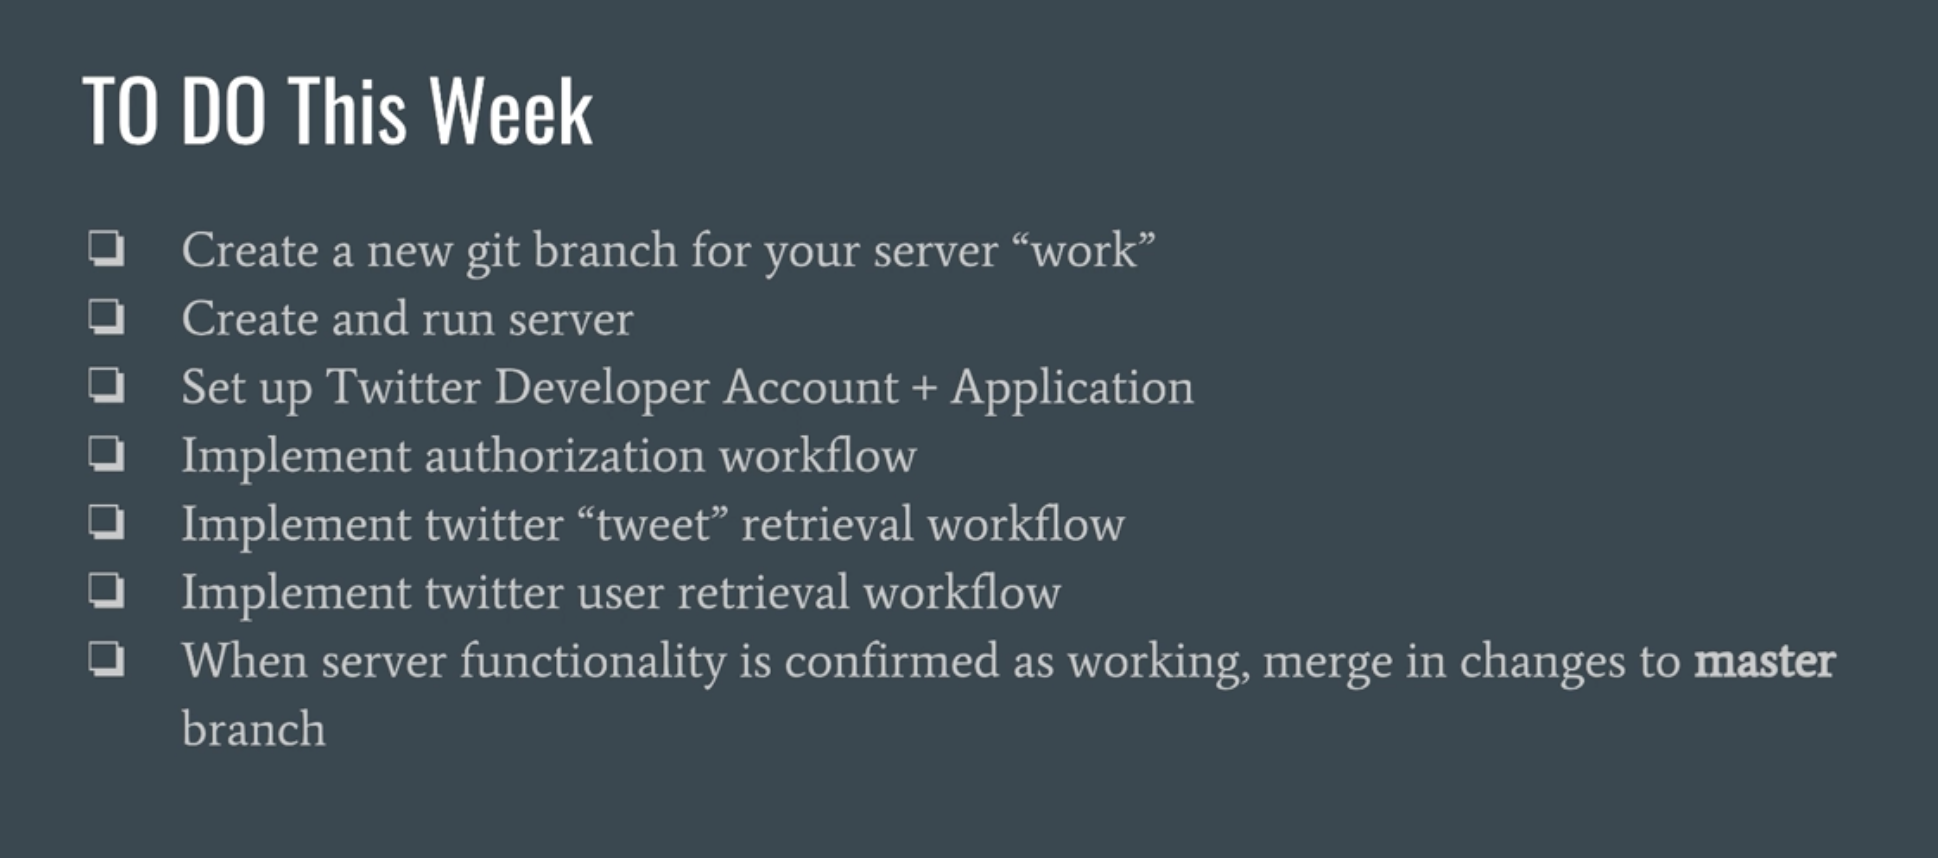 TO DO This Week
❏ Create a new git branch for your server “work”
❏ Create and run server
❏ Set up Twitter Developer Account + Application
❏ Implement authorization workflow
❏ Implement twitter “tweet” retrieval workflow
❏ Implement twitter user retrieval workflow
❏ When server functionality is confirmed as working, merge in changes to master
branch